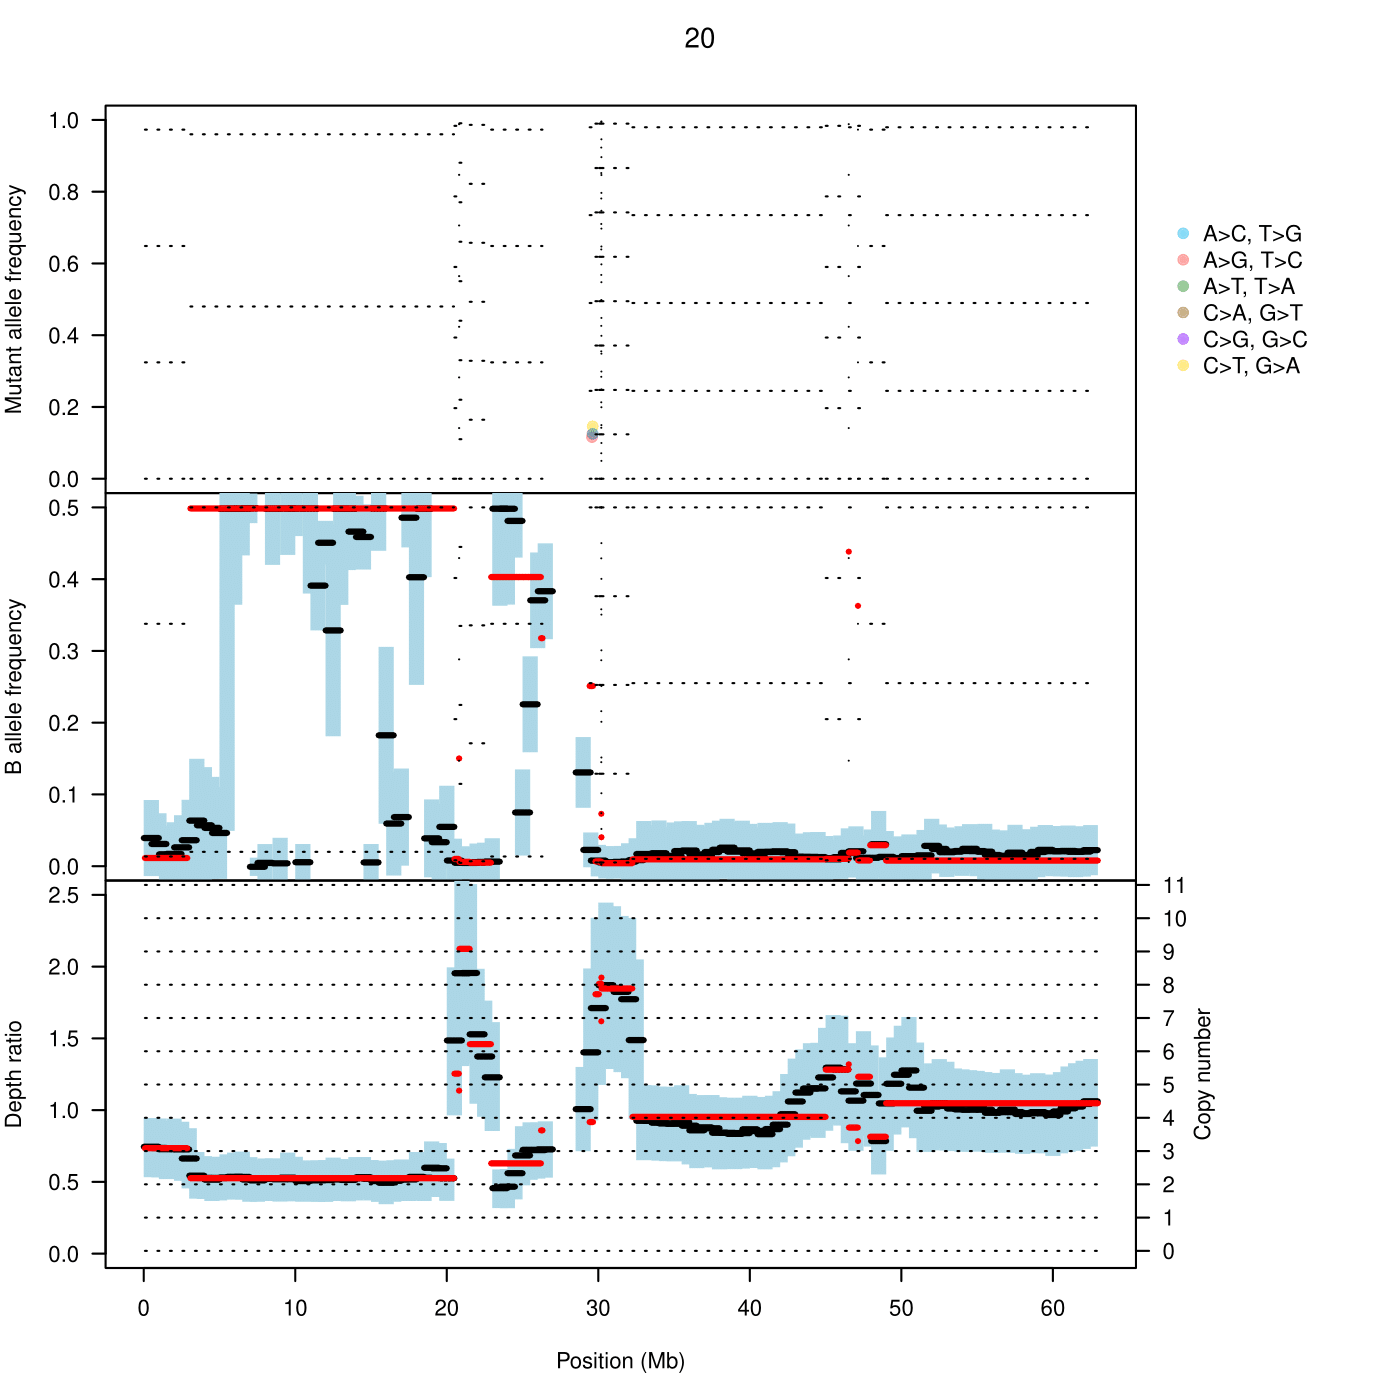 20
Mutant allele frequency
1.0
0.8
0.6
0.4
0.2
0.0
A>C, T>G
A>G, T>C
A>T, T>A
C>A, G>T
C>G, G>C
C>T, G>A
B allele frequency
0.5
0.4
0.3
0.2
0.1
0.0
Depth ratio
2.5
2.0
1.5
1.0
0.5
0.0
11
10
9
8
7
6
5
4
3
2
1
0
Copy number
0 10 20 30 40 50 60
Position (Mb)